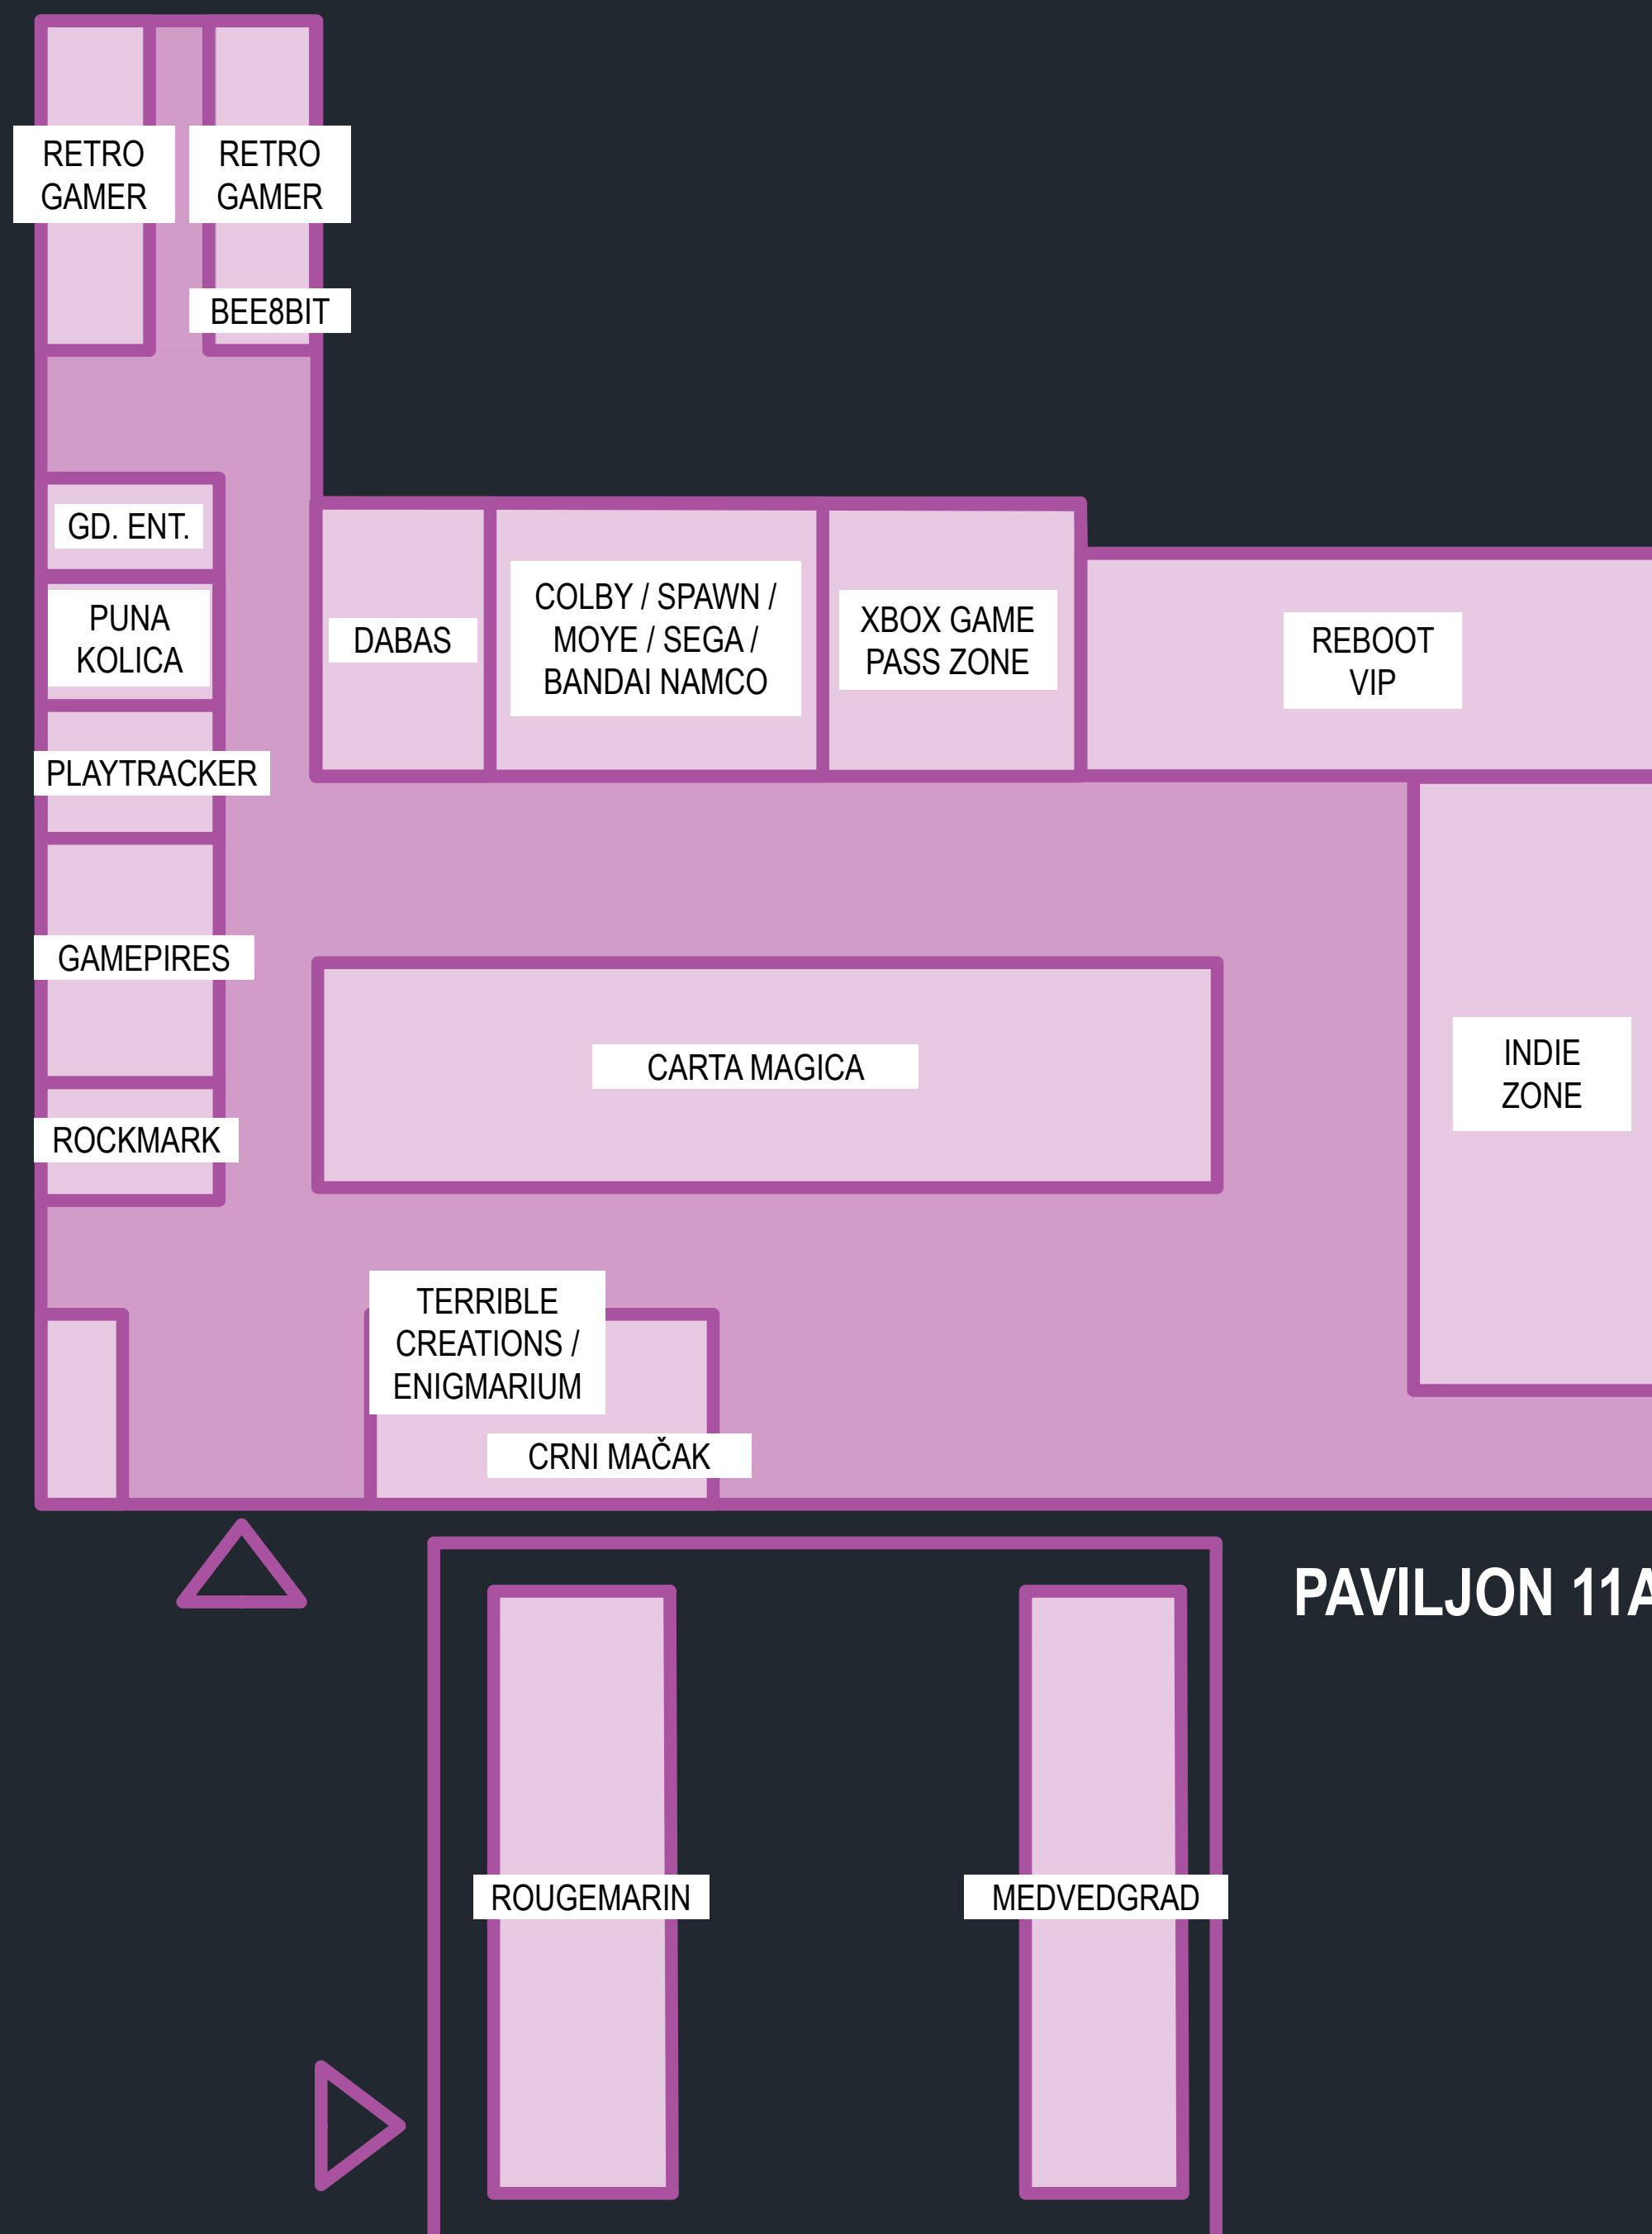 RETRO
GAMER
RETRO
GAMER
BEE8BIT
GD. ENT.
PUNA
KOLICA
PLAYTRACKER
GAMEPIRES
ROCKMARK
DABAS
COLBY / SPAWN /
MOYE / SEGA /
BANDAI NAMCO
XBOX GAME
PASS ZONE
REBOOT
VIP
CARTA MAGICA
INDIE
ZONE
TERRIBLE
CREATIONS /
ENIGMARIUM
CRNI MAČAK
PAVILJON 11A
ROUGEMARIN
MEDVEDGRAD